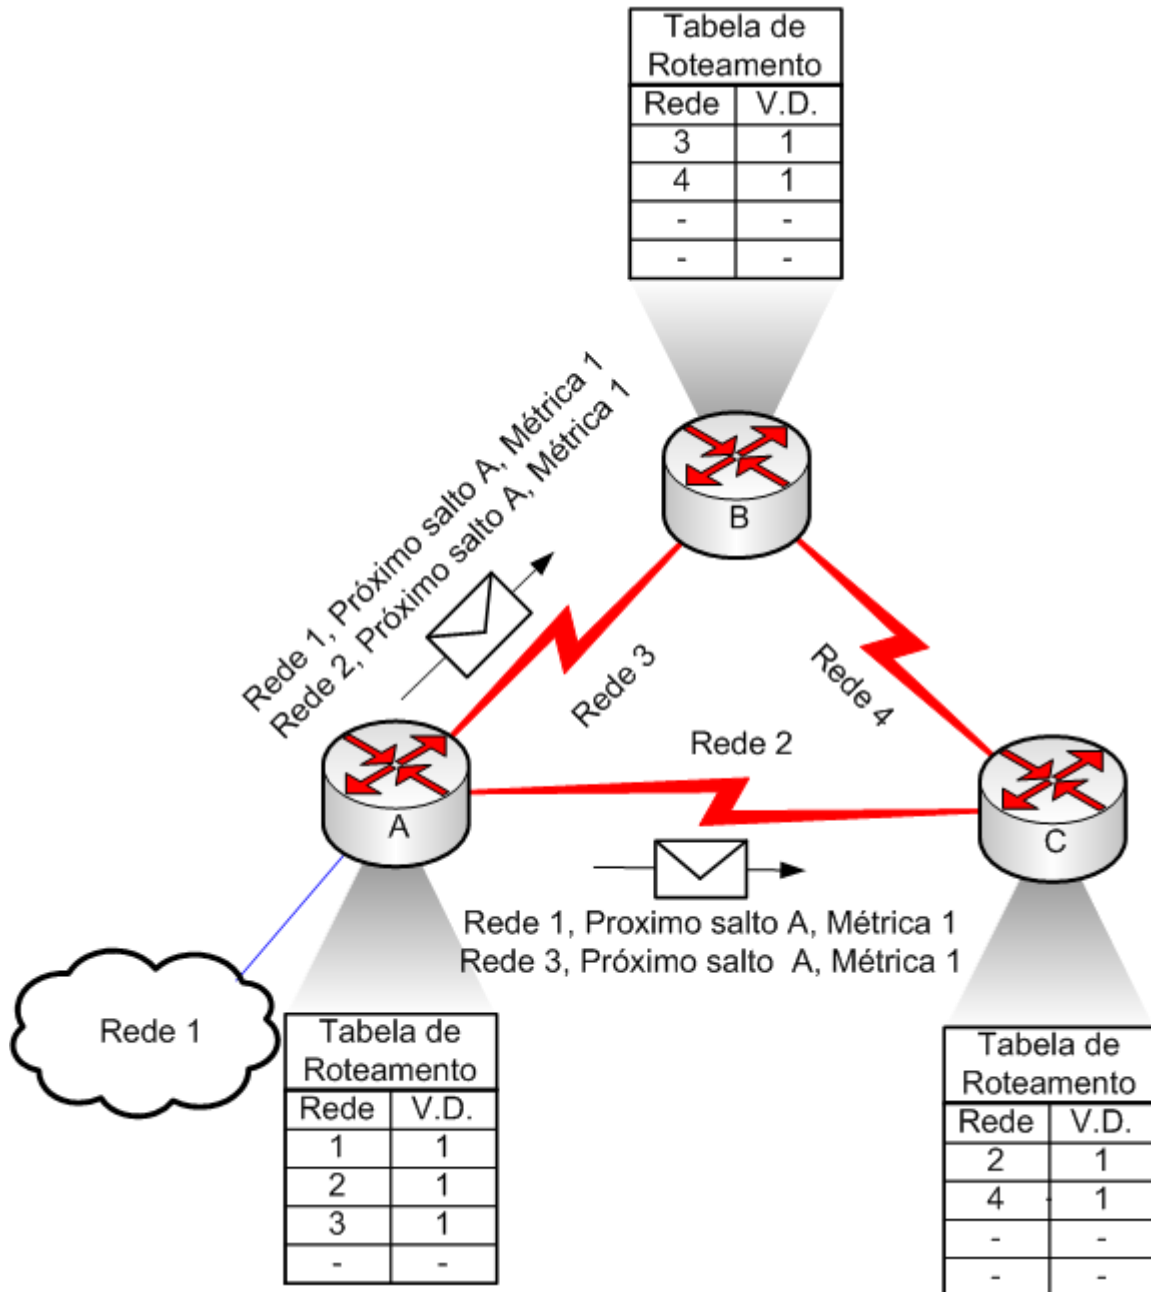 Tabela de
Roteamento
Rede V.D.
3 1
4 1
- -
- -
Rede 1, Próximo salto A, Métrica 1
Rede 2, Próximo salto A, Métrica 1
B
Rede 3
Rede 4
Rede 2
A
C
Rede 1, Proximo salto A, Métrica 1
Rede 3, Próximo salto A, Métrica 1
Rede 1
Tabela de
Roteamento
Rede V.D.
1 1
2 1
3 1
- -
Tabela de
Roteamento
Rede V.D.
2 1
4 1
- -
- -